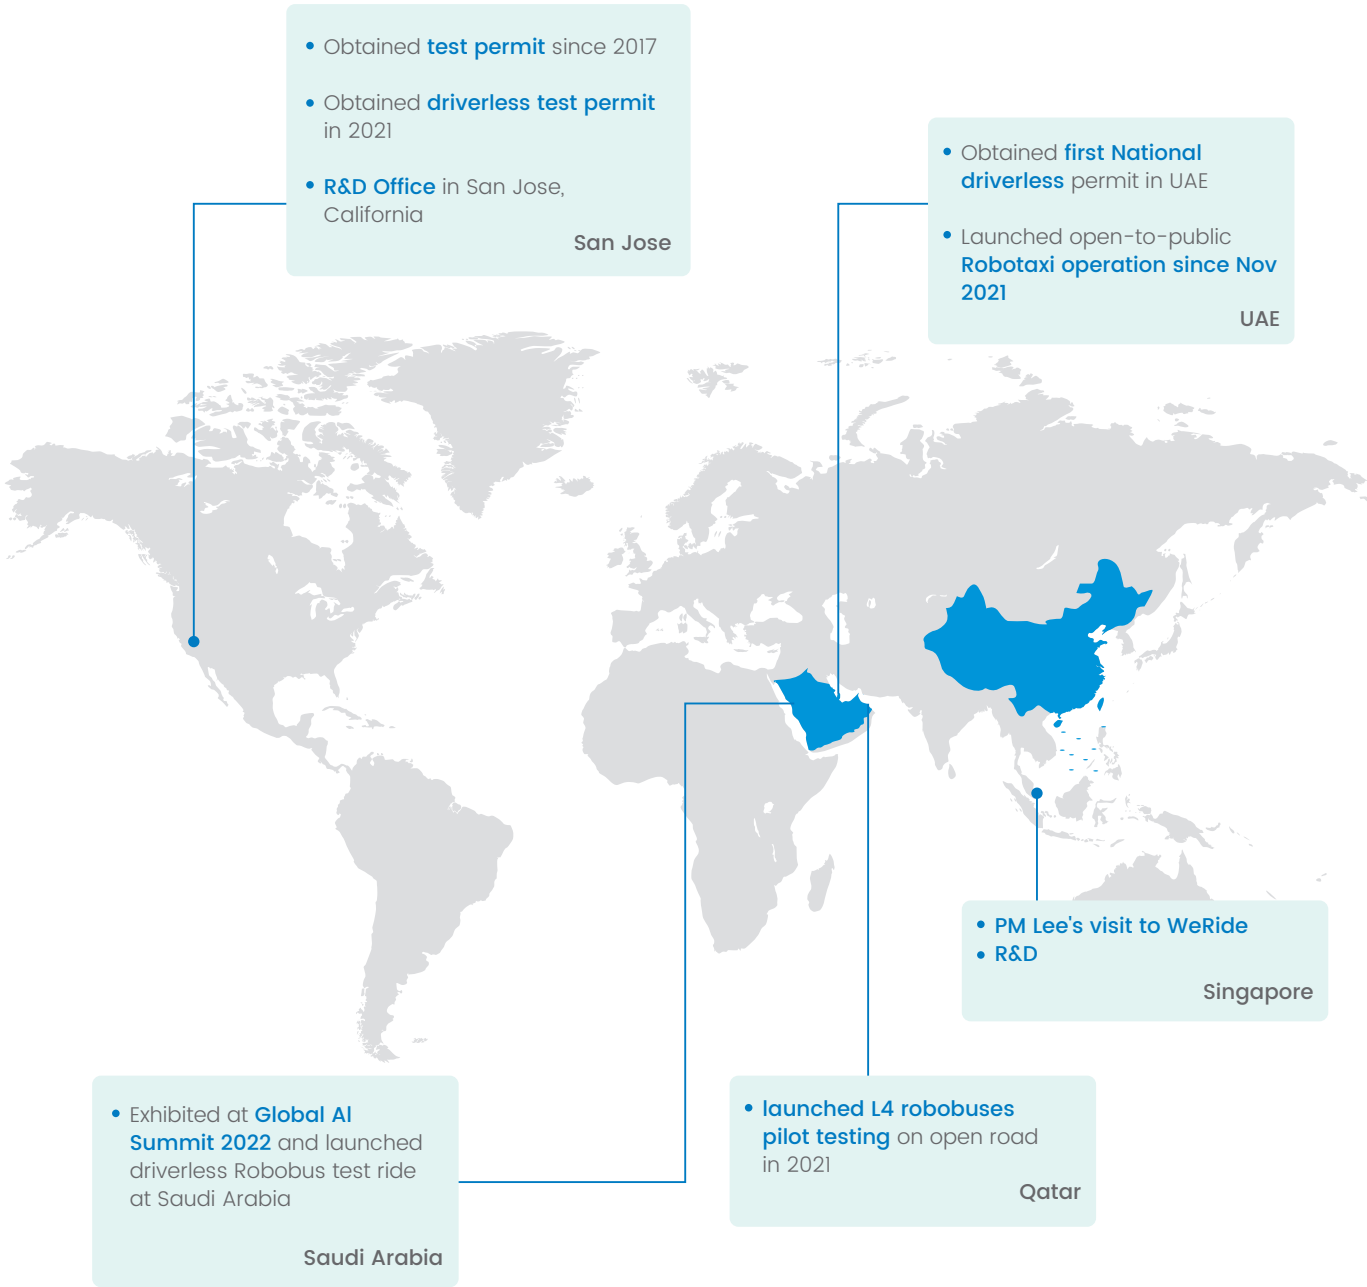 • Obtained test permit since 2017
• Obtained driverless test permit
in 2021
• R&D Office in San Jose,
California
San Jose
• Obtained first National
driverless permit in UAE
• Launched open-to-public
Robotaxi operation since Nov
2021
UAE
• PM Lee's visit to WeRide
• R&D
Singapore
• Exhibited at Global AI
Summit 2022 and launched
driverless Robobus test ride
at Saudi Arabia
Saudi Arabia
• launched L4 robobuses
pilot testing on open road
in 2021
Qatar